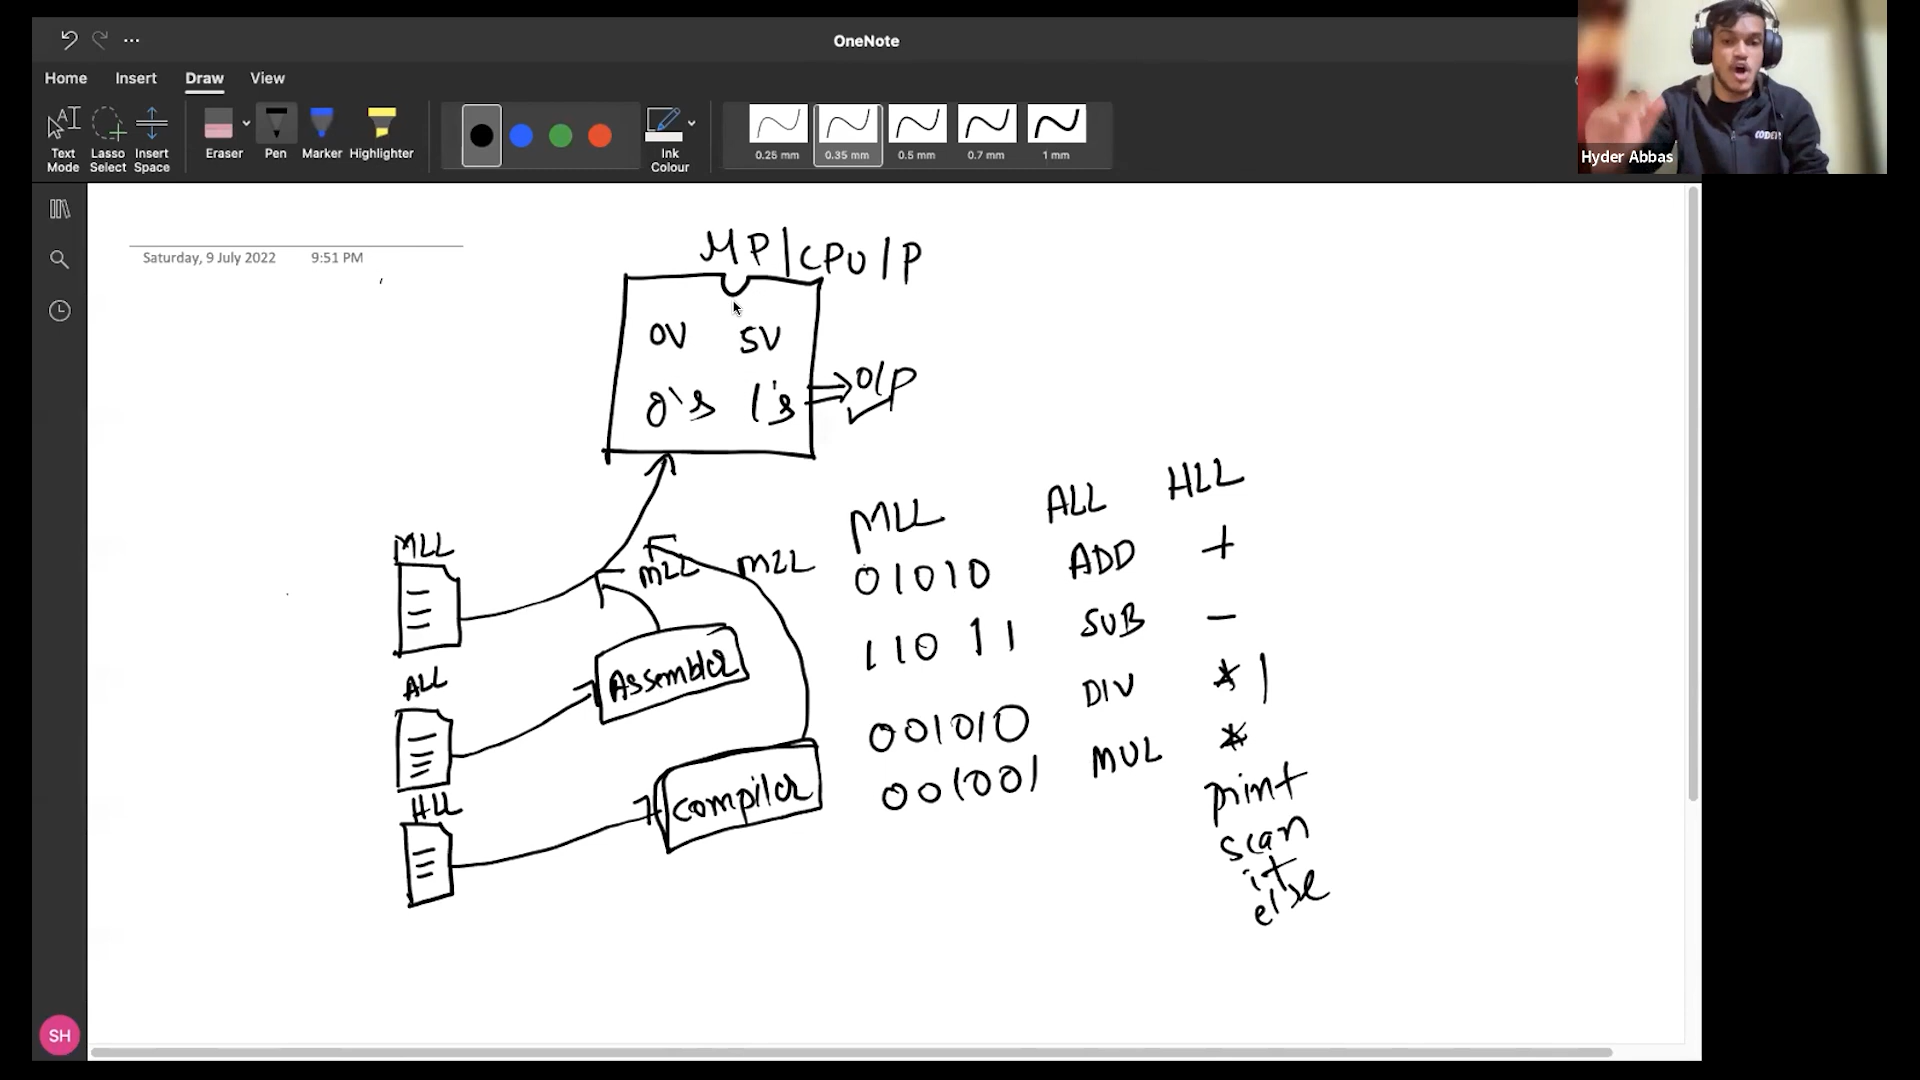 OneNote
Home Insert Draw View
Text Mode
Lasso Select
Insert Space
Eraser
Pen
Marker
Highlighter
Ink Colour
0.25 mm
0.35 mm
0.5 mm
0.7 mm
1 mm
Hyder Abbas
Saturday, 9 July 2022 9:51 PM
MP/CPU/P
0V 5V
0's 1's
O/P
MLL
ALL
HLL
MLL
MLL
Assembler
Compiler
MLL ALL HLL
01010 ADD +
11011 SUB -
001010 DIV * /
001001 MUL *
print
scan
if
else
SH